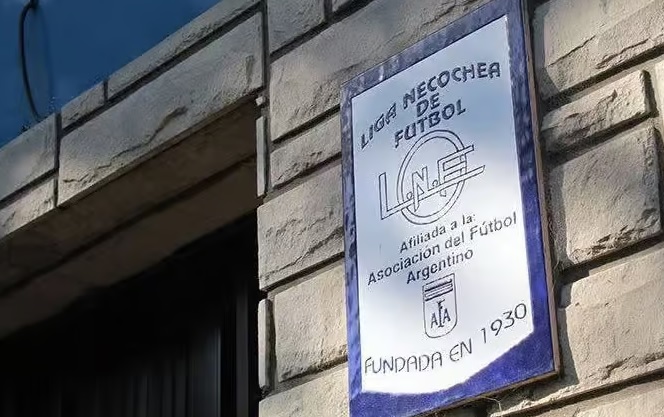 LIGA NECOCHEA
DE
FUTBOL
L.N.F.
Afiliada a la:
Asociación del Fútbol
Argentino
AFA
FUNDADA EN 1930